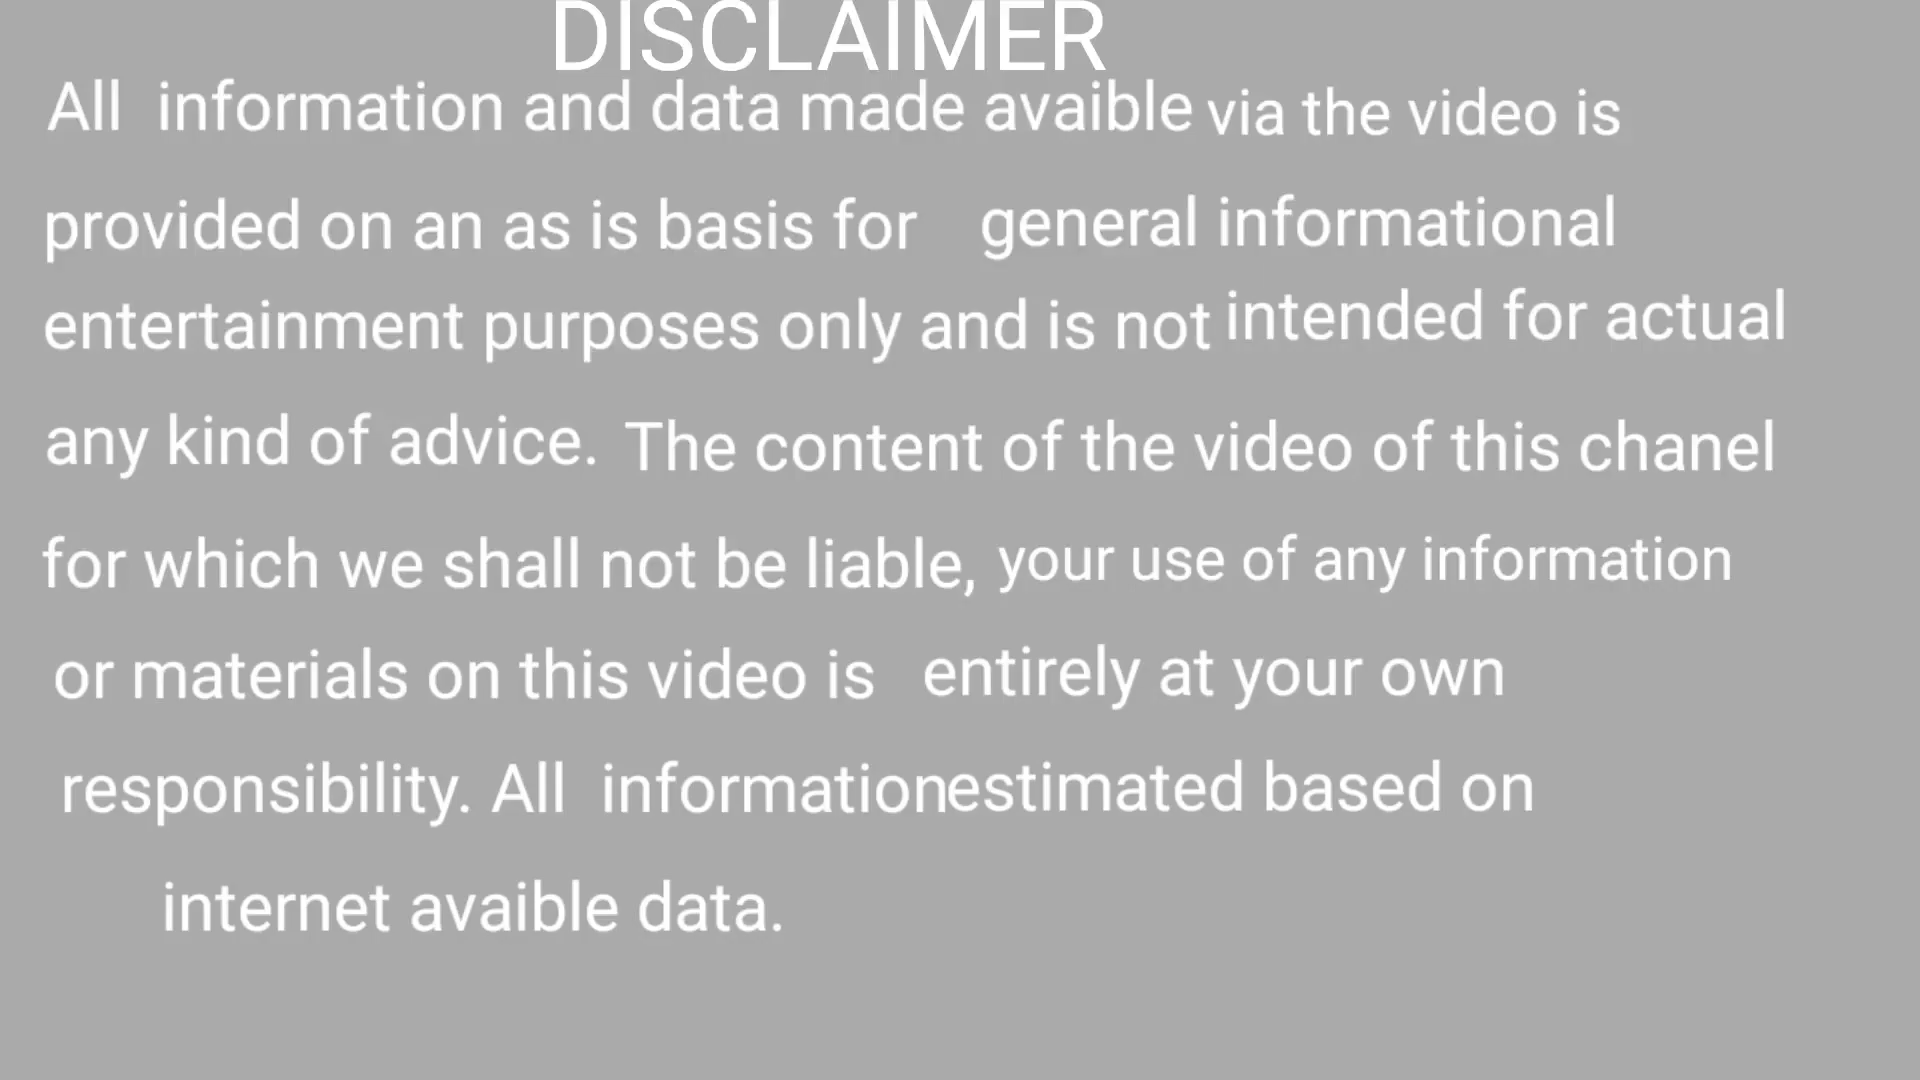 DISCLAIMER
All information and data made avaible via the video is
provided on an as is basis for general informational
entertainment purposes only and is not intended for actual
any kind of advice. The content of the video of this chanel
for which we shall not be liable, your use of any information
or materials on this video is entirely at your own
responsibility. All informationestimated based on
internet avaible data.